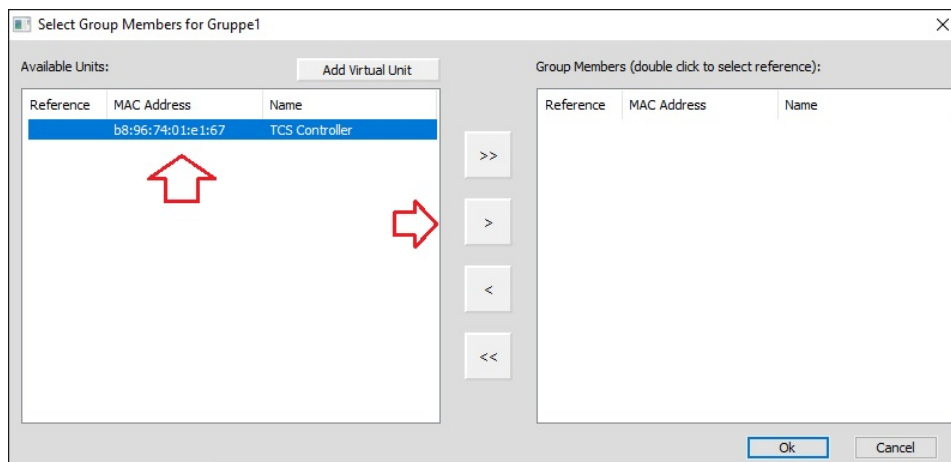 Select Group Members for Gruppe1
Available Units:
Add Virtual Unit
Reference MAC Address Name
b8:96:74:01:e1:67 TCS Controller
>>
>
<
<<
Group Members (double click to select reference):
Reference MAC Address Name
Ok Cancel